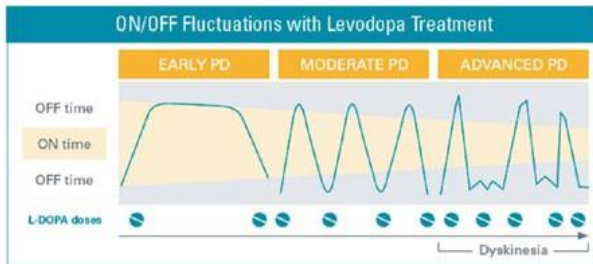 ON/OFF Fluctuations with Levodopa Treatment
EARLY PD MODERATE PD ADVANCED PD
OFF time
ON time
OFF time
L-DOPA doses
Dyskinesia